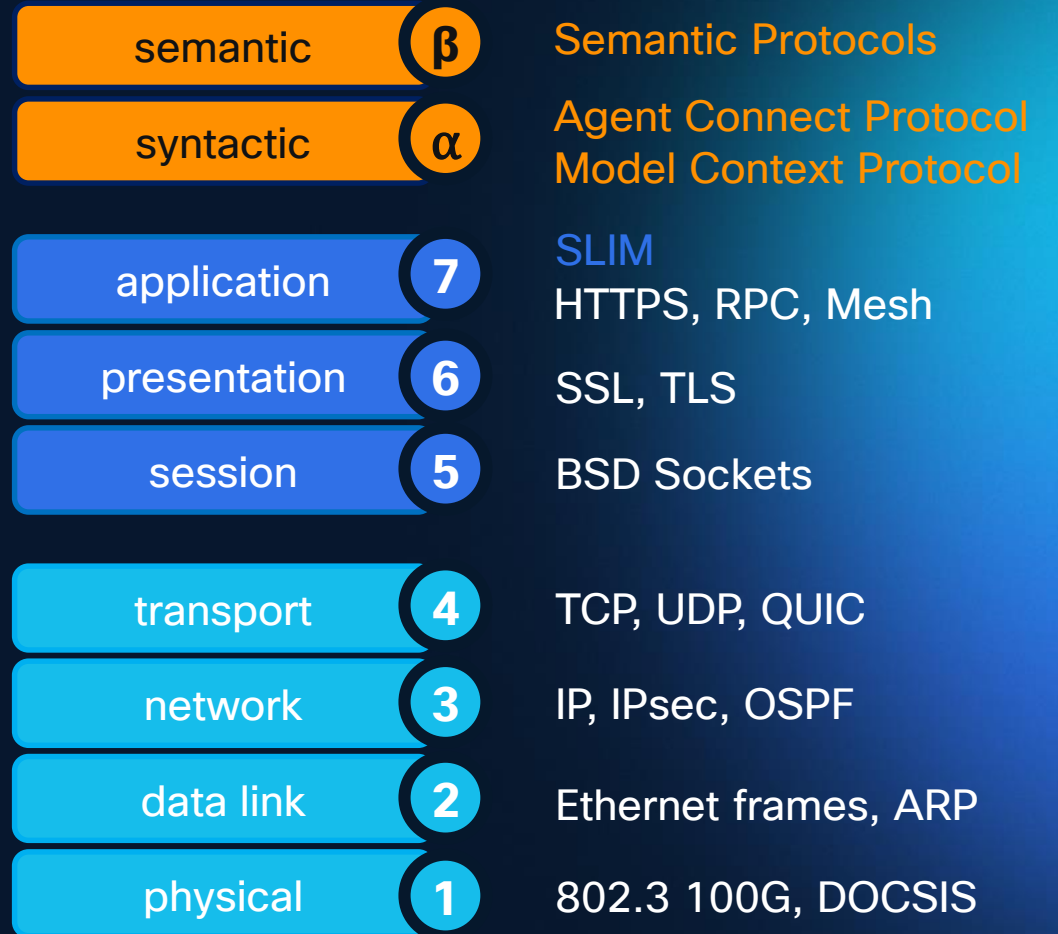 semantic β Semantic Protocols
syntactic α Agent Connect Protocol
Model Context Protocol
application 7 SLIM
HTTPS, RPC, Mesh
presentation 6 SSL, TLS
session 5 BSD Sockets
transport 4 TCP, UDP, QUIC
network 3 IP, IPsec, OSPF
data link 2 Ethernet frames, ARP
physical 1 802.3 100G, DOCSIS